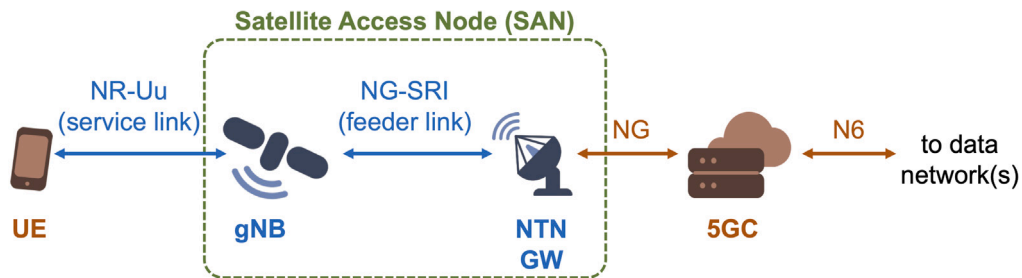 Satellite Access Node (SAN)
NR-Uu
(service link)
NG-SRI
(feeder link)
NG
N6
to data
network(s)
UE
gNB
NTN
GW
5GC